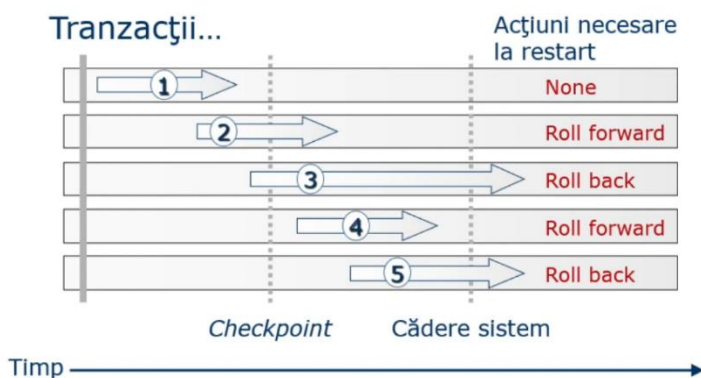 Tranzacţii...
Acţiuni necesare
la restart
1
None
2
Roll forward
3
Roll back
4
Roll forward
5
Roll back
Checkpoint
Cădere sistem
Timp